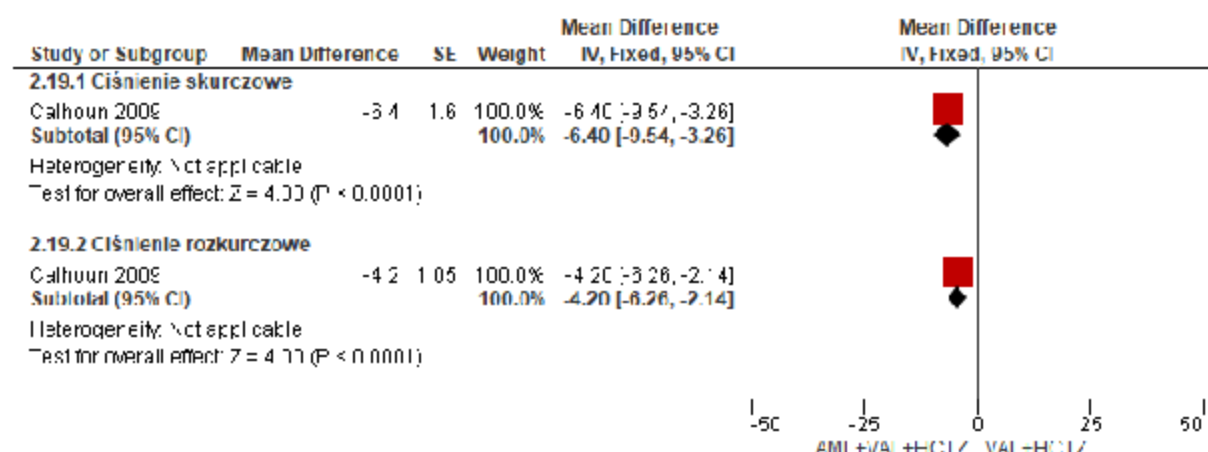 Mean Difference Mean Difference
Study or Subgroup Mean Difference SE Weight IV, Fixed, 95% CI IV, Fixed, 95% CI
2.19.1 Ciśnienie skurczowe
Calhoun 2009 -6.4 1.6 100.0% -6.40 [-9.54, -3.26]
Subtotal (95% CI) 100.0% -6.40 [-9.54, -3.26]
Heterogeneity: Not applicable
Test for overall effect: Z = 4.00 (P < 0.0001)
2.19.2 Ciśnienie rozkurczowe
Calhoun 2009 -4.2 1.05 100.0% -4.20 [-6.26, -2.14]
Subtotal (95% CI) 100.0% -4.20 [-6.26, -2.14]
Heterogeneity: Not applicable
Test for overall effect: Z = 4.00 (P < 0.0001)
-50 -25 0 25 50
AML+VAL+HCTZ VAL+HCTZ